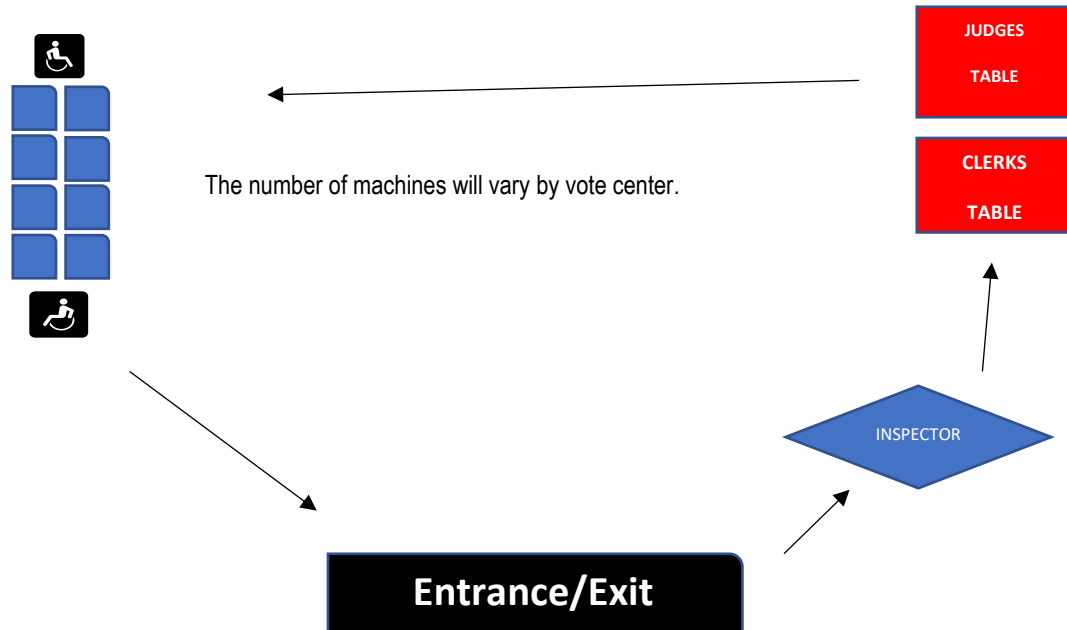 JUDGES
TABLE
The number of machines will vary by vote center.
CLERKS
TABLE
INSPECTOR
Entrance/Exit